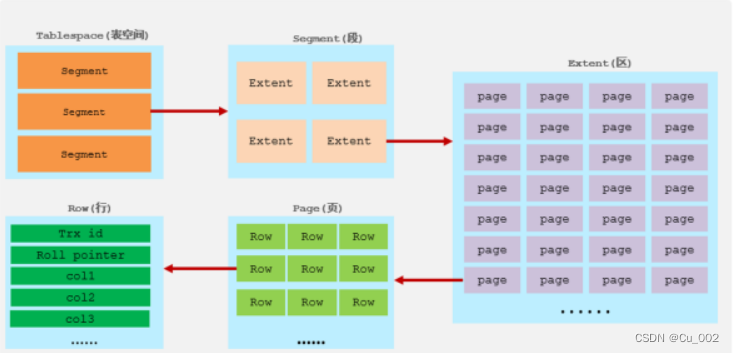 Tablespace(表空间)
Segment
Segment
Segment
Segment(段)
Extent Extent
Extent Extent
Extent(区)
page page page page
page page page page
page page page page
page page page page
page page page page
page page page page
page page page page
......
Row(行)
Trx id
Roll pointer
col1
col2
col3
......
Page(页)
Row Row Row
Row Row Row
Row Row Row
......
CSDN @Cu_002